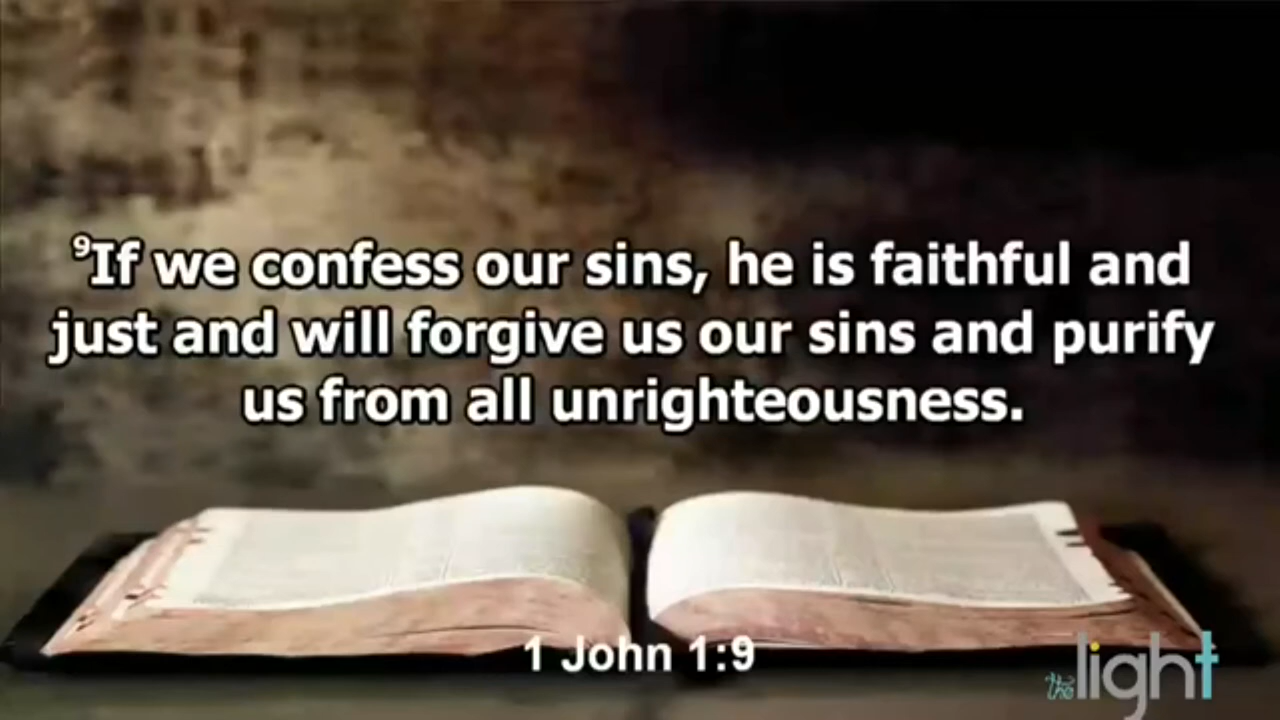 ⁹If we confess our sins, he is faithful and
just and will forgive us our sins and purify
us from all unrighteousness.
1 John 1:9
the light